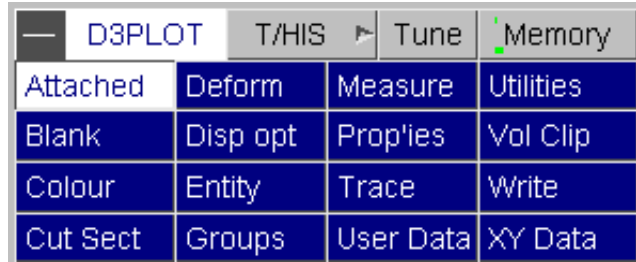 D3PLOT T/HIS Tune Memory
Attached Deform Measure Utilities
Blank Disp opt Prop'ies Vol Clip
Colour Entity Trace Write
Cut Sect Groups User Data XY Data